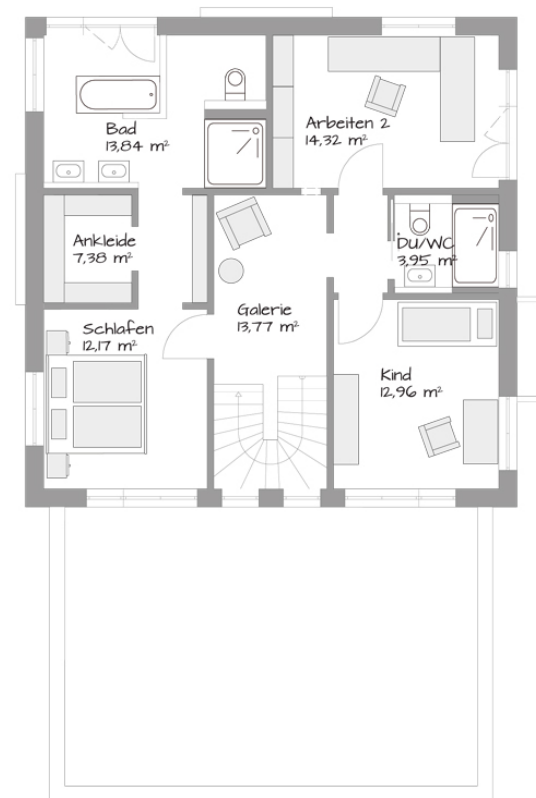 Bad
13,84 m²
Arbeiten 2
14,32 m²
Ankleide
7,38 m²
DU/WC
3,95 m²
Galerie
13,77 m²
Schlafen
12,17 m²
Kind
12,96 m²